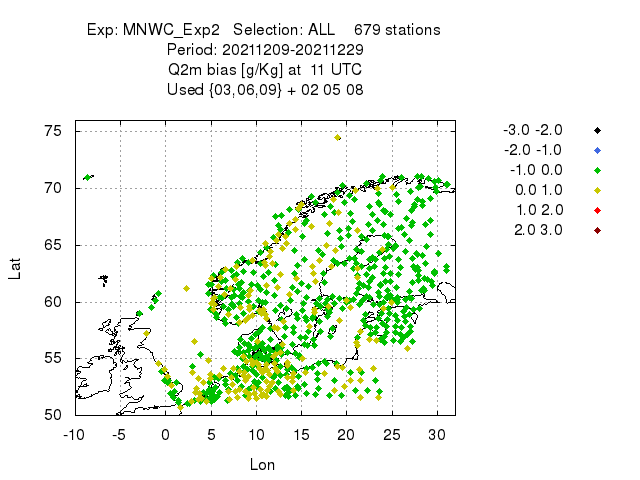 Exp: MNWC_Exp2 Selection: ALL 679 stations
Period: 20211209-20211229
Q2m bias [g/Kg] at 11 UTC
Used {03,06,09} + 02 05 08
-3.0 -2.0
-2.0 -1.0
-1.0 0.0
0.0 1.0
1.0 2.0
2.0 3.0
Lat
75
70
65
60
55
50
-10 -5 0 5 10 15 20 25 30
Lon